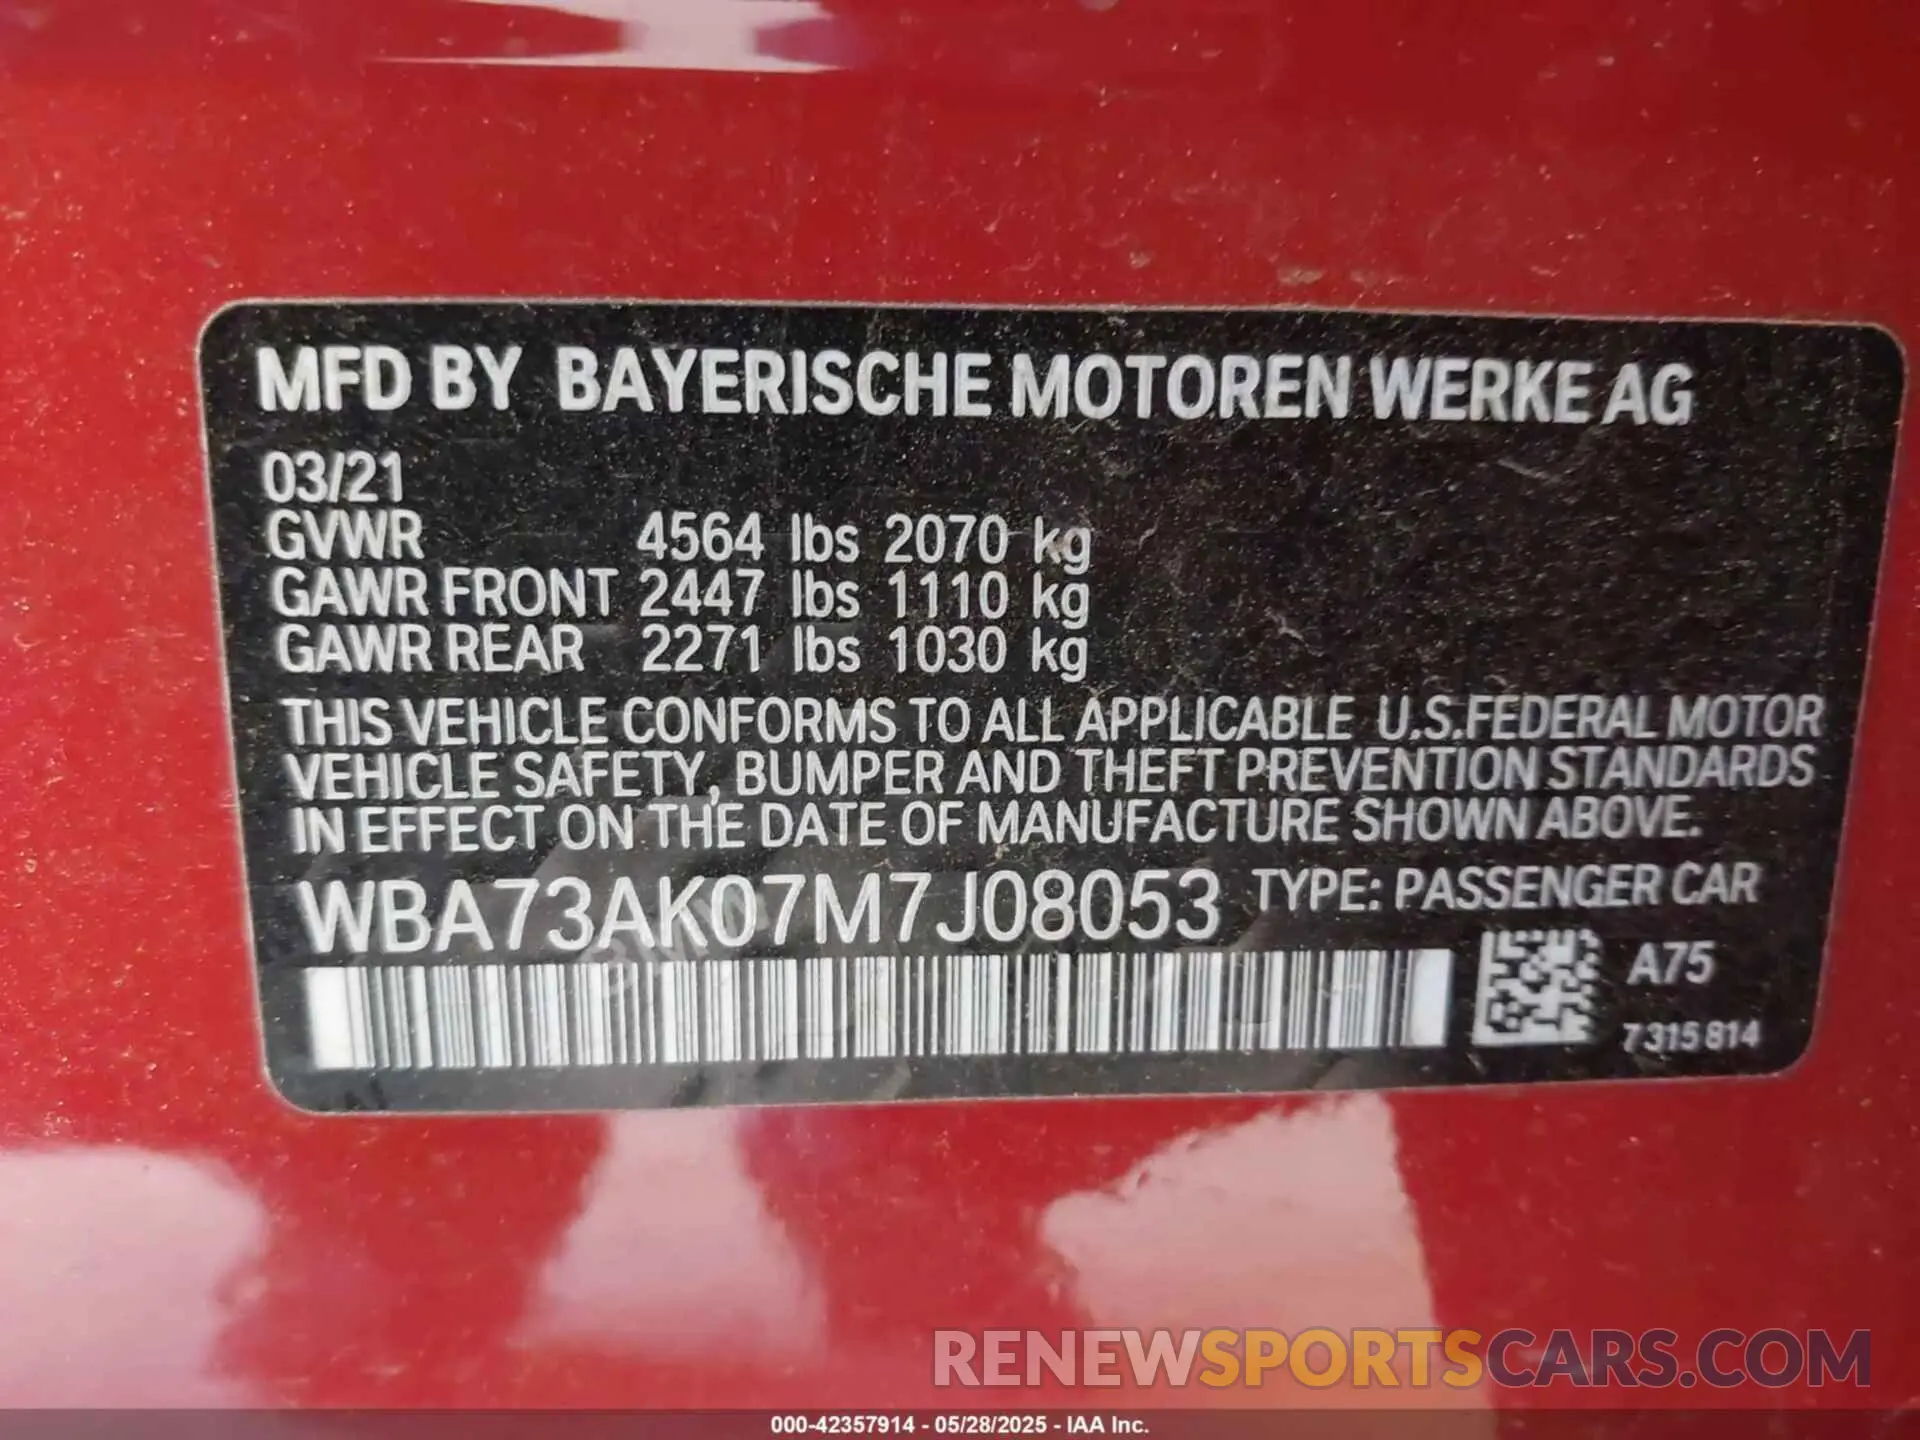 MFD BY BAYERISCHE MOTOREN WERKE AG
03/21
GVWR 4564 lbs 2070 kg
GAWR FRONT 2447 lbs 1110 kg
GAWR REAR 2271 lbs 1030 kg
THIS VEHICLE CONFORMS TO ALL APPLICABLE U.S.FEDERAL MOTOR
VEHICLE SAFETY, BUMPER AND THEFT PREVENTION STANDARDS
IN EFFECT ON THE DATE OF MANUFACTURE SHOWN ABOVE.
WBA73AK07M7J08053 TYPE: PASSENGER CAR
A75
7 315 814
RENEWSPORTSCARS.COM
000-42357914 - 05/28/2025 - IAA Inc.